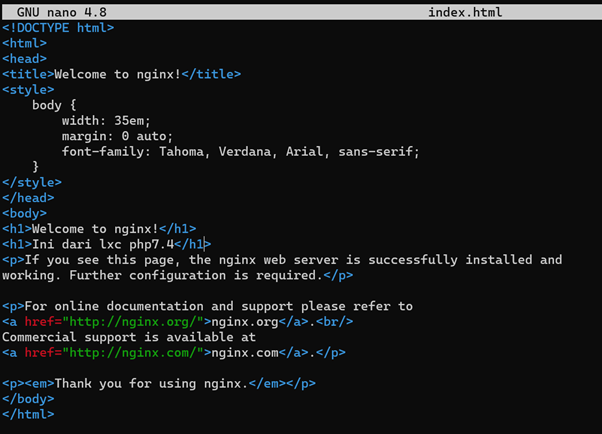 GNU nano 4.8 index.html
<!DOCTYPE html>
<html>
<head>
<title>Welcome to nginx!</title>
<style>
    body {
        width: 35em;
        margin: 0 auto;
        font-family: Tahoma, Verdana, Arial, sans-serif;
    }
</style>
</head>
<body>
<h1>Welcome to nginx!</h1>
<h1>Ini dari lxc php7.4</h1>
<p>If you see this page, the nginx web server is successfully installed and
working. Further configuration is required.</p>

<p>For online documentation and support please refer to
<a href="http://nginx.org/">nginx.org</a>.<br/>
Commercial support is available at
<a href="http://nginx.com/">nginx.com</a>.</p>

<p><em>Thank you for using nginx.</em></p>
</body>
</html>